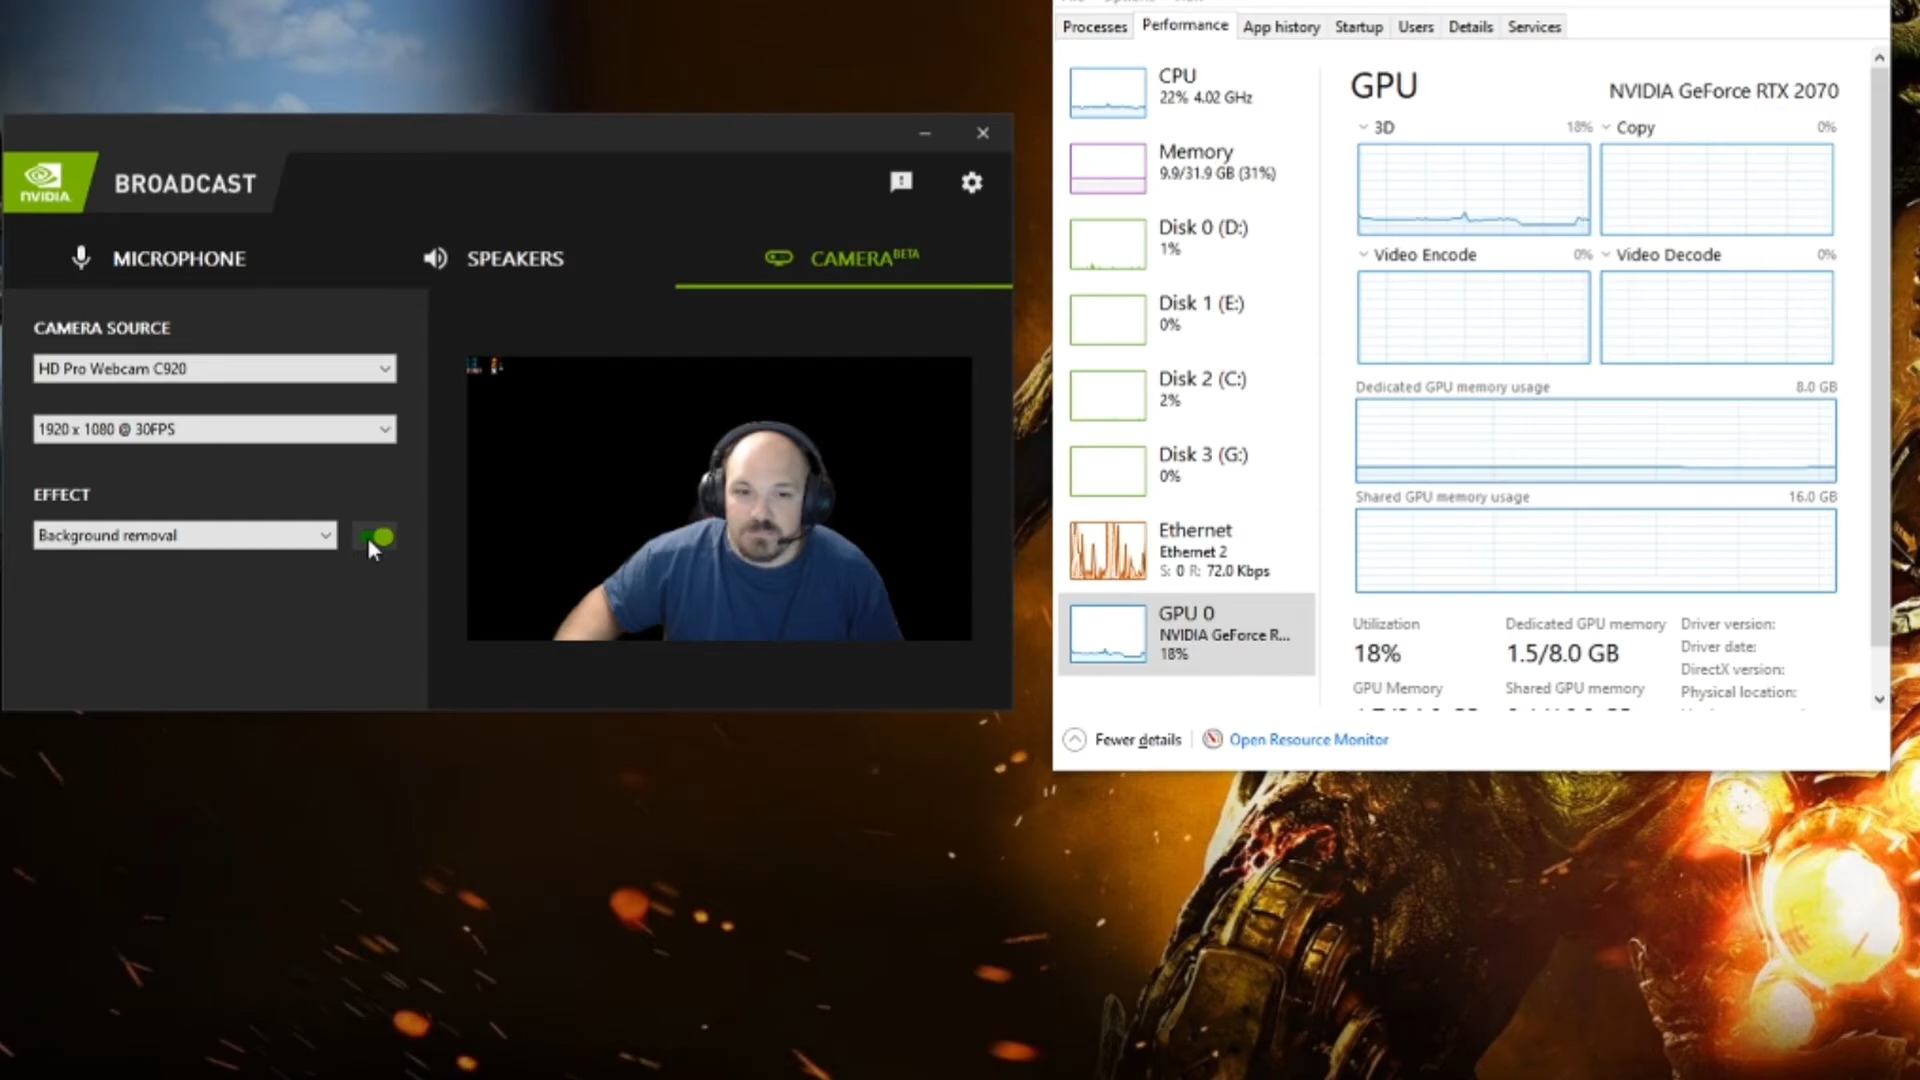 NVIDIA
BROADCAST
MICROPHONE
SPEAKERS
CAMERA BETA
CAMERA SOURCE
HD Pro Webcam C920
1920 x 1080 @ 30FPS
EFFECT
Background removal
Processes
Performance
App history
Startup
Users
Details
Services
CPU
22% 4.02 GHz
Memory
9.9/31.9 GB (31%)
Disk 0 (D:)
1%
Disk 1 (E:)
0%
Disk 2 (C:)
2%
Disk 3 (G:)
0%
Ethernet
Ethernet 2
S: 0 R: 72.0 Kbps
GPU 0
NVIDIA GeForce R...
18%
GPU
NVIDIA GeForce RTX 2070
3D 18%
Copy 0%
Video Encode 0%
Video Decode 0%
Dedicated GPU memory usage 8.0 GB
Shared GPU memory usage 16.0 GB
Utilization
18%
Dedicated GPU memory
1.5/8.0 GB
Driver version:
Driver date:
DirectX version:
Physical location:
GPU Memory
Shared GPU memory
Fewer details
Open Resource Monitor